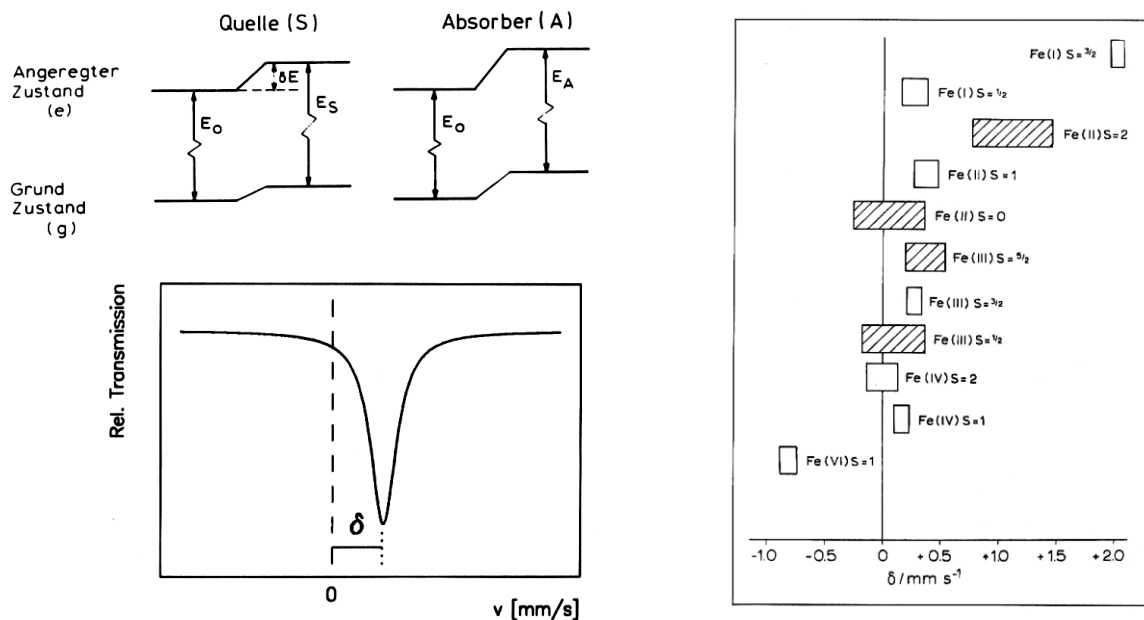 Quelle (S)
Absorber (A)
Angeregter
Zustand
(e)
δE
E₀
E_S
E₀
E_A
Grund
Zustand
(g)
Rel. Transmission
δ
0
v [mm/s]
Fe(I) S = 3/2
Fe(I) S = 1/2
Fe(II) S = 2
Fe(II) S = 1
Fe(II) S = 0
Fe(III) S = 5/2
Fe(III) S = 3/2
Fe(III) S = 1/2
Fe(IV) S = 2
Fe(IV) S = 1
Fe(VI) S = 1
-1.0 -0.5 0 +0.5 +1.0 +1.5 +2.0
δ/mm s⁻¹